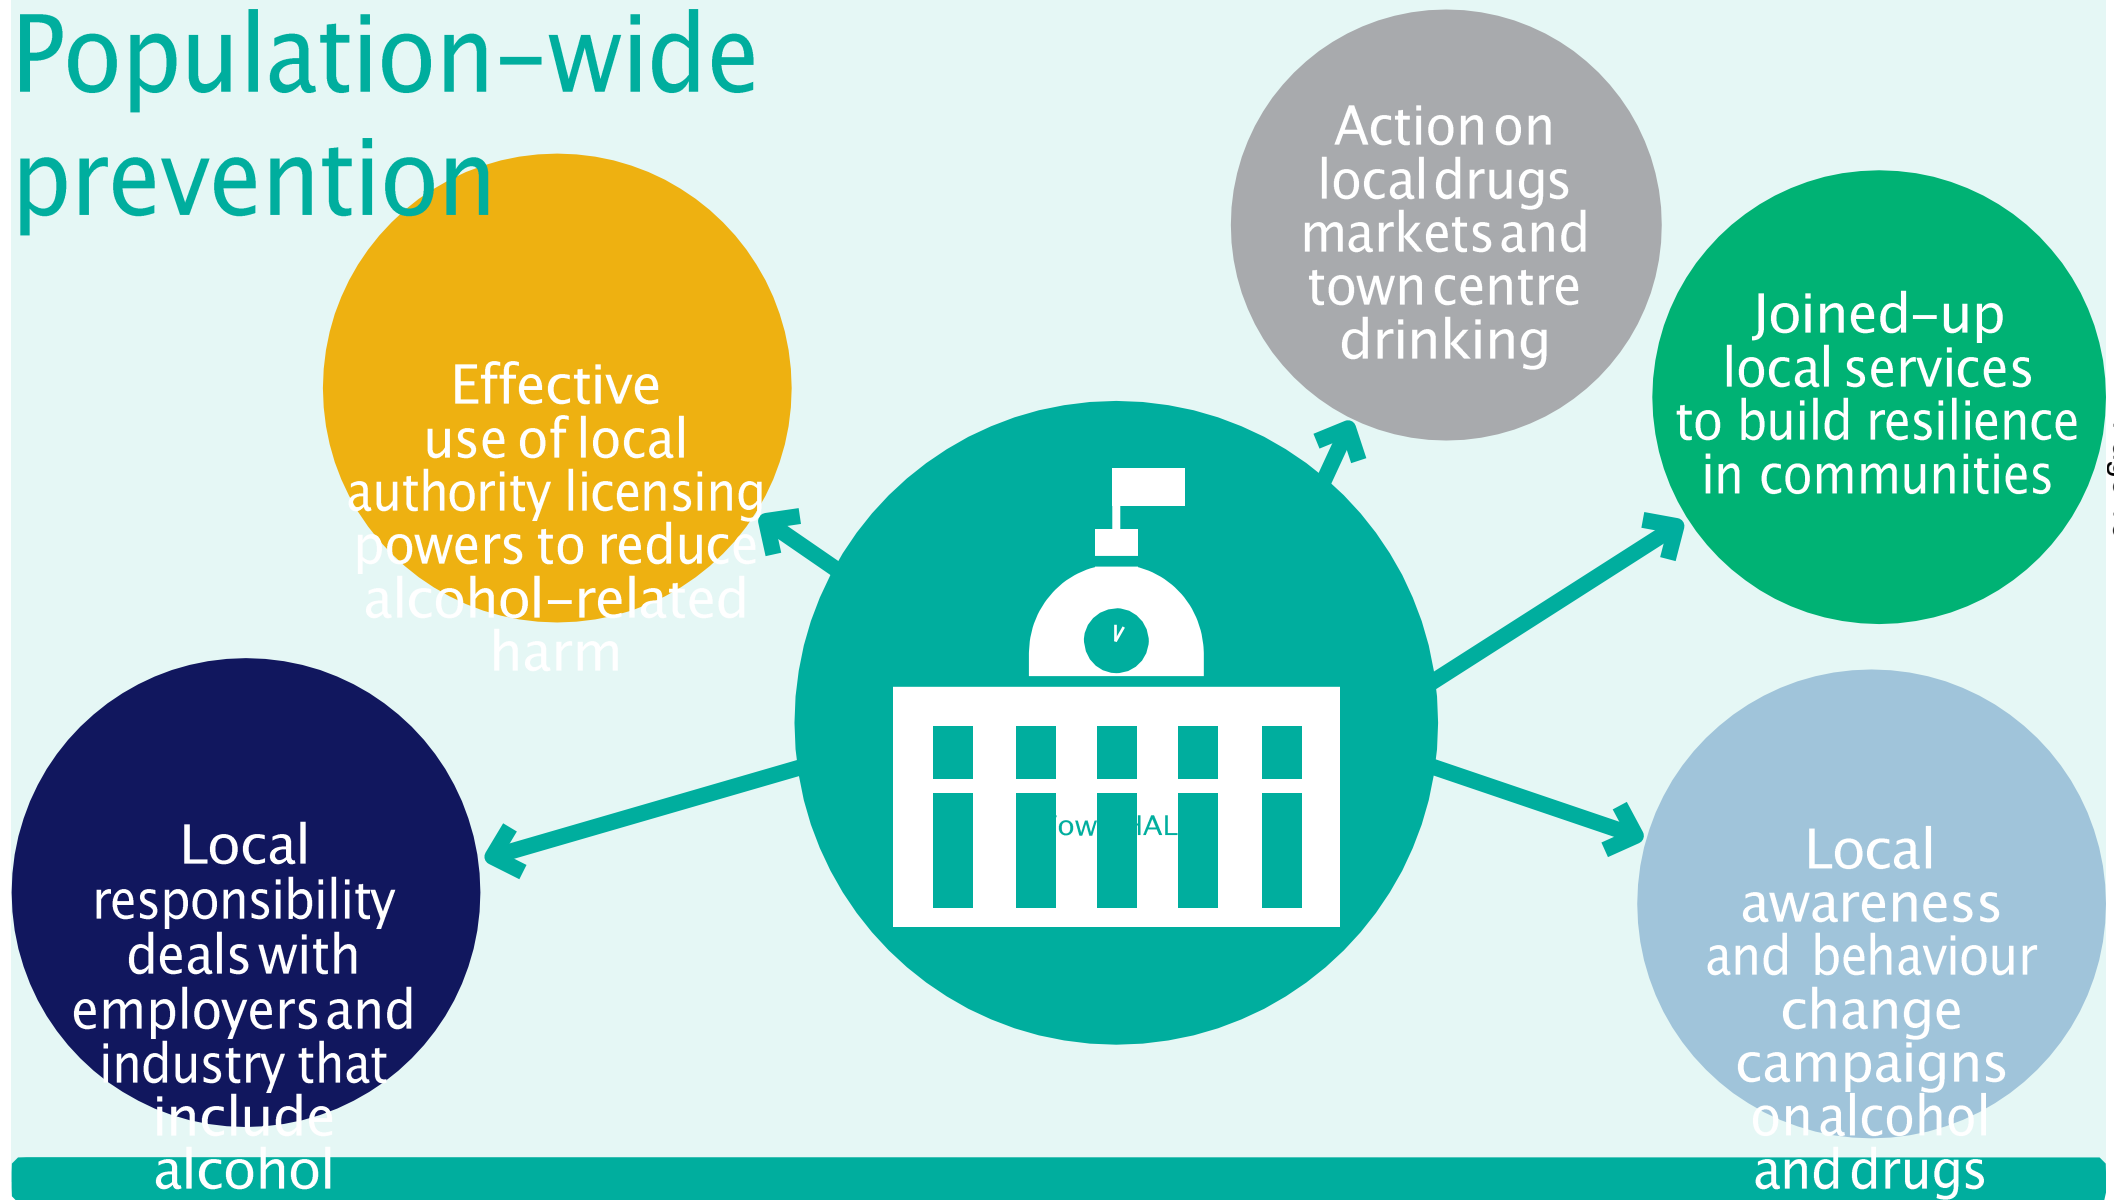 Population-wide
prevention
Effective
use of local
authority licensing
powers to reduce
alcohol-related
harm
Action on
local drugs
markets and
town centre
drinking
Joined-up
local services
to build resilience
in communities
Local
responsibility
deals with
employers and
industry that
include
alcohol
Local
awareness
and behaviour
change
campaigns
on alcohol
and drugs